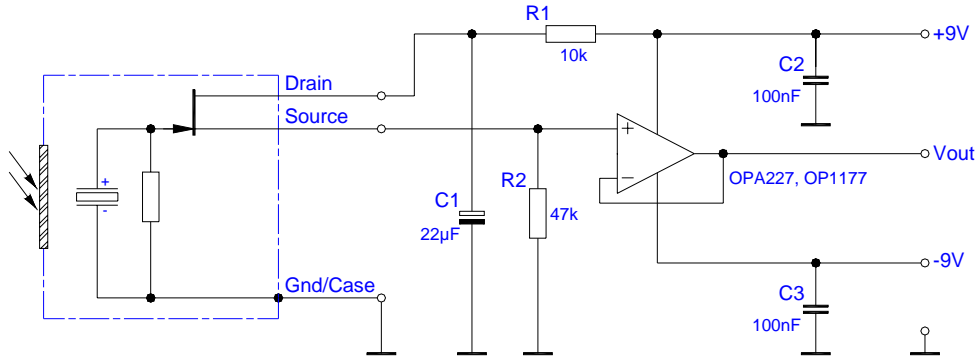 R1
10k
+9V
C2
100nF
Drain
Source
+
-
+
−
R2
47k
C1
22µF
OPA227, OP1177
Vout
Gnd/Case
-9V
C3
100nF